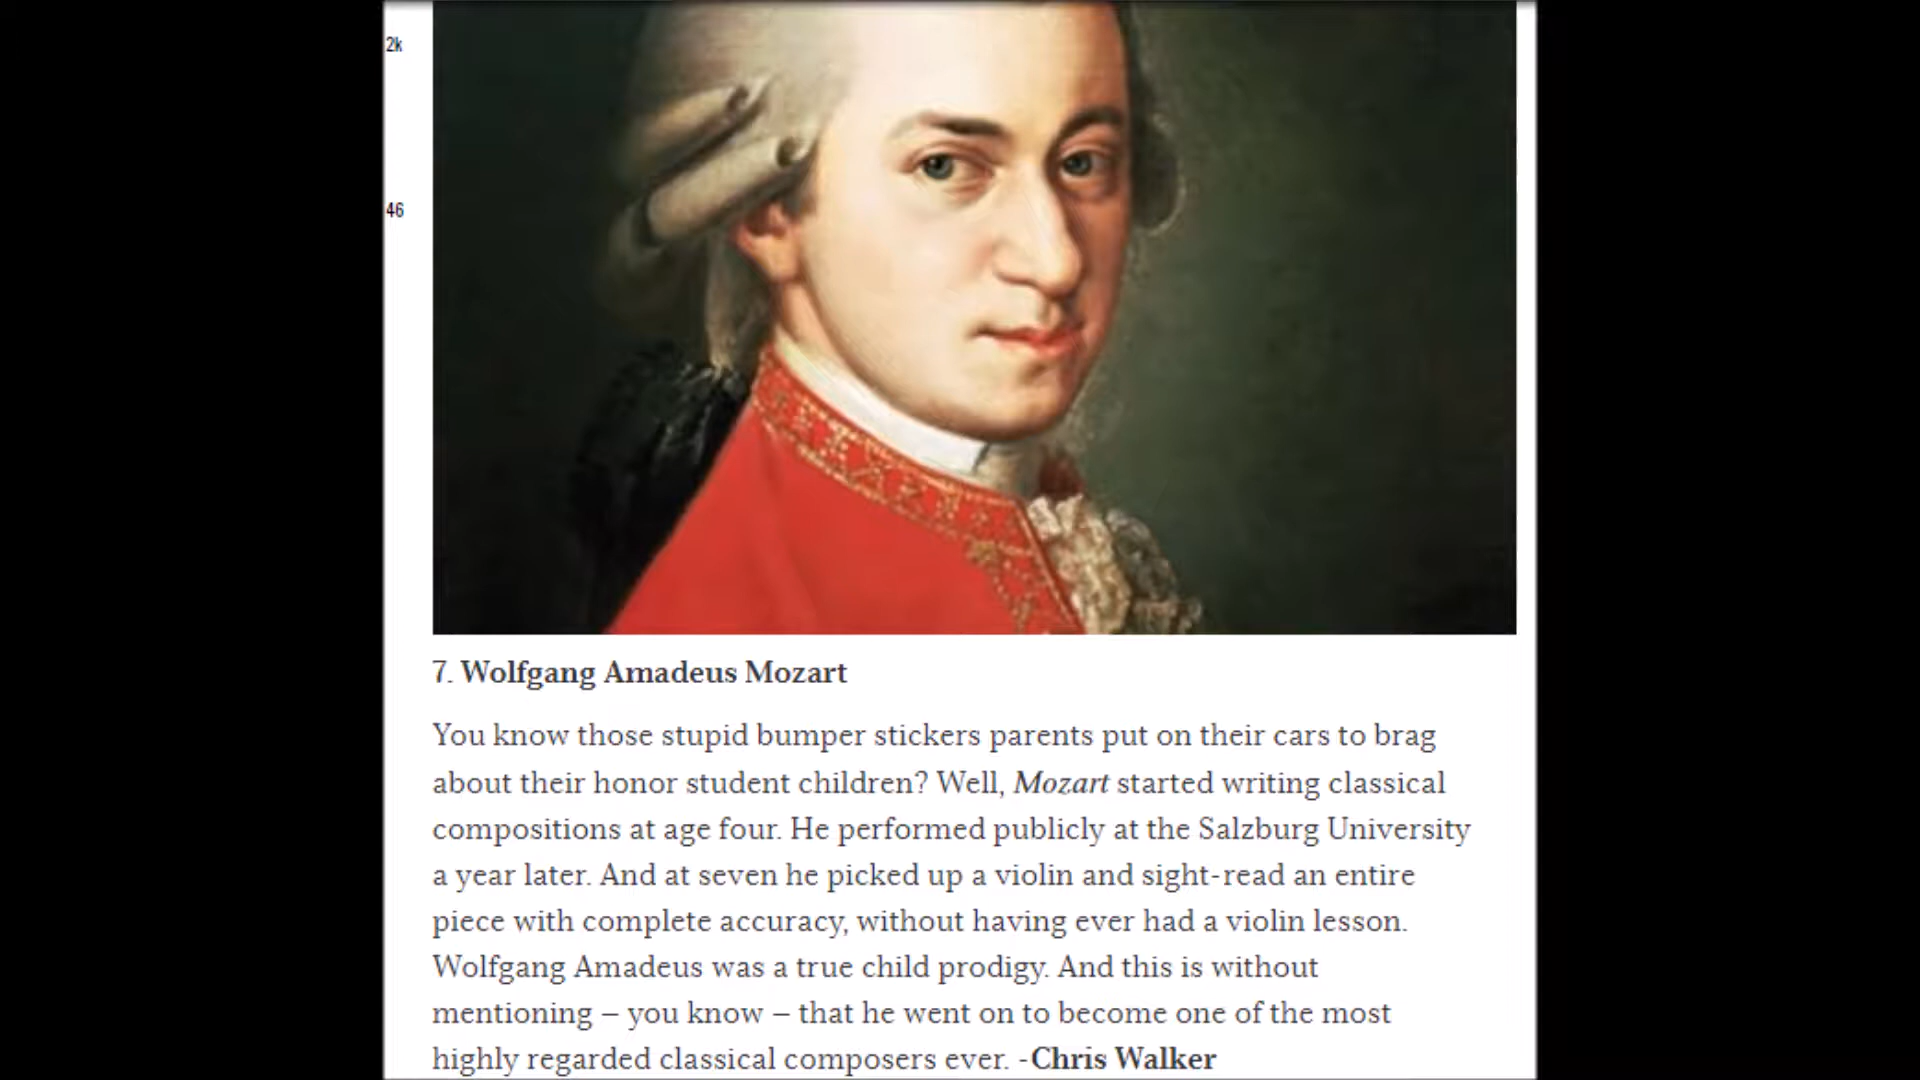 2k
46
7. Wolfgang Amadeus Mozart
You know those stupid bumper stickers parents put on their cars to brag
about their honor student children? Well, Mozart started writing classical
compositions at age four. He performed publicly at the Salzburg University
a year later. And at seven he picked up a violin and sight-read an entire
piece with complete accuracy, without having ever had a violin lesson.
Wolfgang Amadeus was a true child prodigy. And this is without
mentioning – you know – that he went on to become one of the most
highly regarded classical composers ever. -Chris Walker